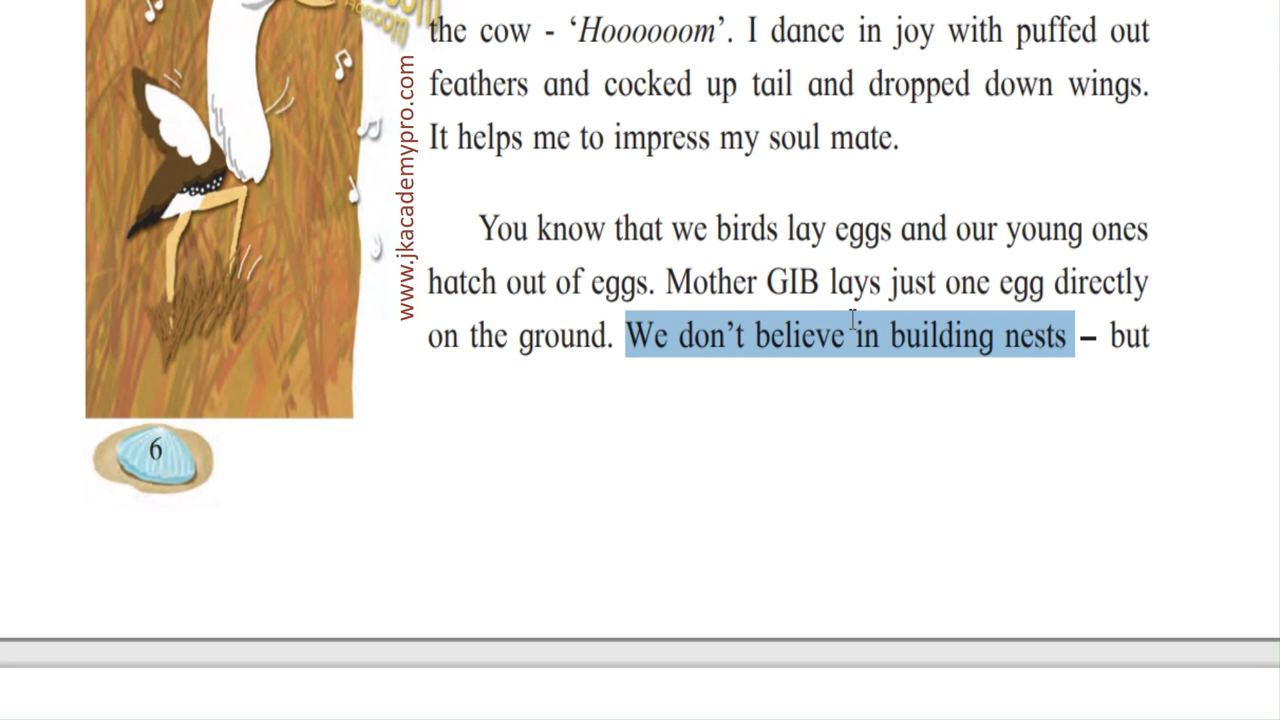 Hoooom
the cow - ‘Hoooooom’. I dance in joy with puffed out
feathers and cocked up tail and dropped down wings.
It helps me to impress my soul mate.
www.jkacademypro.com
You know that we birds lay eggs and our young ones
hatch out of eggs. Mother GIB lays just one egg directly
on the ground. We don’t believe in building nests – but
6